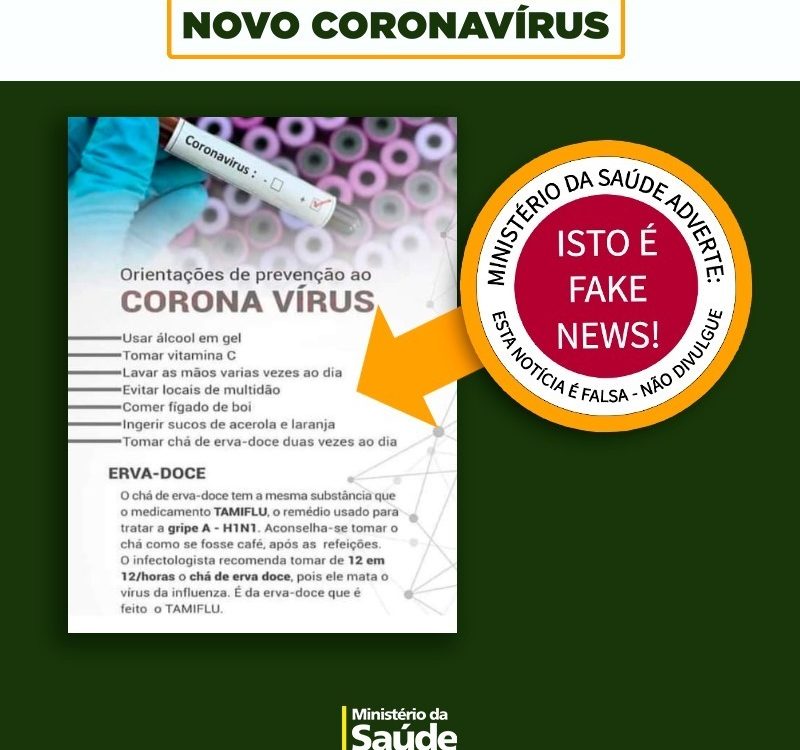 NOVO CORONAVÍRUS
Coronavirus :
- 
+
Orientações de prevenção ao
CORONA VÍRUS
Usar álcool em gel
Tomar vitamina C
Lavar as mãos varias vezes ao dia
Evitar locais de multidão
Comer fígado de boi
Ingerir sucos de acerola e laranja
Tomar chá de erva-doce duas vezes ao dia
ERVA-DOCE
O chá de erva-doce tem a mesma substância que
o medicamento TAMIFLU, o remédio usado para
tratar a gripe A - H1N1. Aconselha-se tomar o
chá como se fosse café, após as refeições.
O infectologista recomenda tomar de 12 em
12/horas o chá de erva doce, pois ele mata o
vírus da influenza. É da erva-doce que é
feito o TAMIFLU.
MINISTÉRIO DA SAÚDE ADVERTE:
ISTO É
FAKE
NEWS!
ESTA NOTÍCIA É FALSA - NÃO DIVULGUE
Ministério da
Saúde